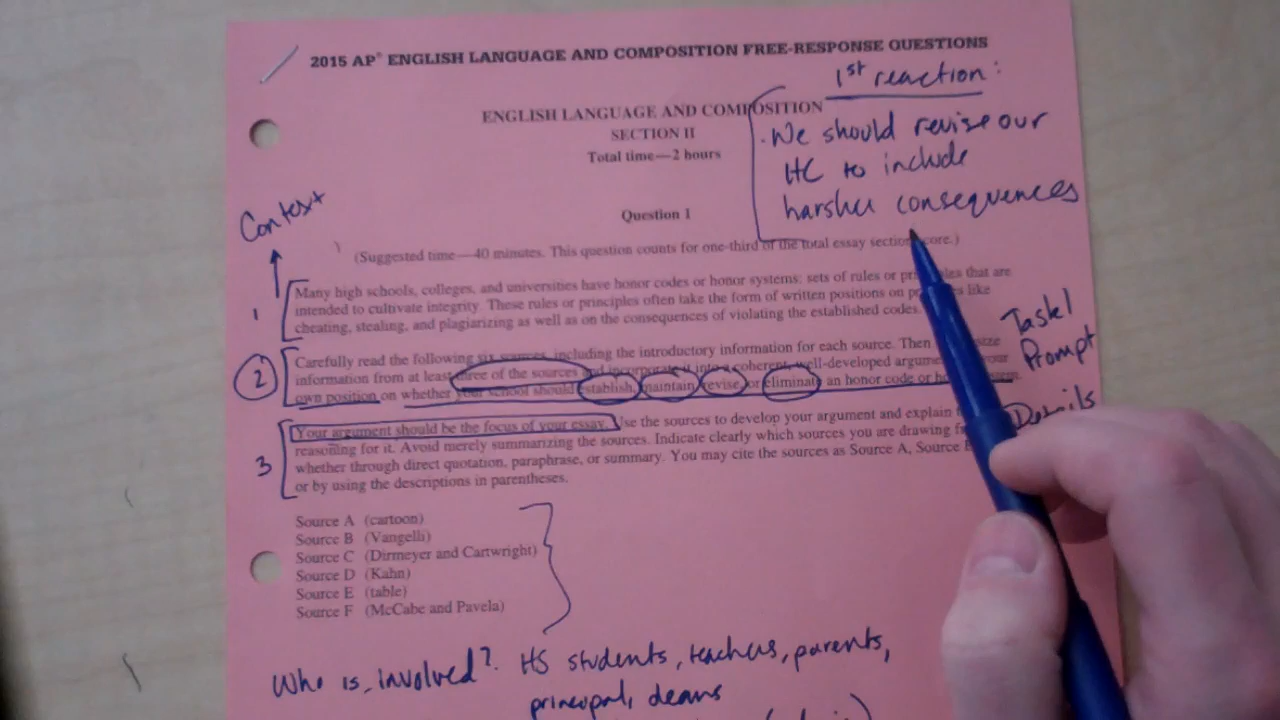 2015 AP® ENGLISH LANGUAGE AND COMPOSITION FREE-RESPONSE QUESTIONS
1st reaction:
ENGLISH LANGUAGE AND COMPOSITION
SECTION II
Total time—2 hours
· We should revise our
HC to include
harsher consequences
Context
Question 1
(Suggested time—40 minutes. This question counts for one-third of the total essay section score.)
1
Many high schools, colleges, and universities have honor codes or honor systems: sets of rules or that are
intended to cultivate integrity. These rules or principles often take the form of written positions on like
cheating, stealing, and plagiarizing as well as on the consequences of violating the established codes.
Task/
Prompt
2
Carefully read the following six sources, including the introductory information for each source. Then
information from at least three of the sources and incorporate it into a coherent, well-developed your
own position on whether your school should establish, maintain, revise, or eliminate an honor code or
Details
3
Your argument should be the focus of your essay. Use the sources to develop your argument and explain
reasoning for it. Avoid merely summarizing the sources. Indicate clearly which sources you are drawing
whether through direct quotation, paraphrase, or summary. You may cite the sources as Source A, Source
or by using the descriptions in parentheses.
Source A (cartoon)
Source B (Vangelli)
Source C (Dirmeyer and Cartwright)
Source D (Kahn)
Source E (table)
Source F (McCabe and Pavela)
Who is involved? HS students, teachers, parents,
principal, deans